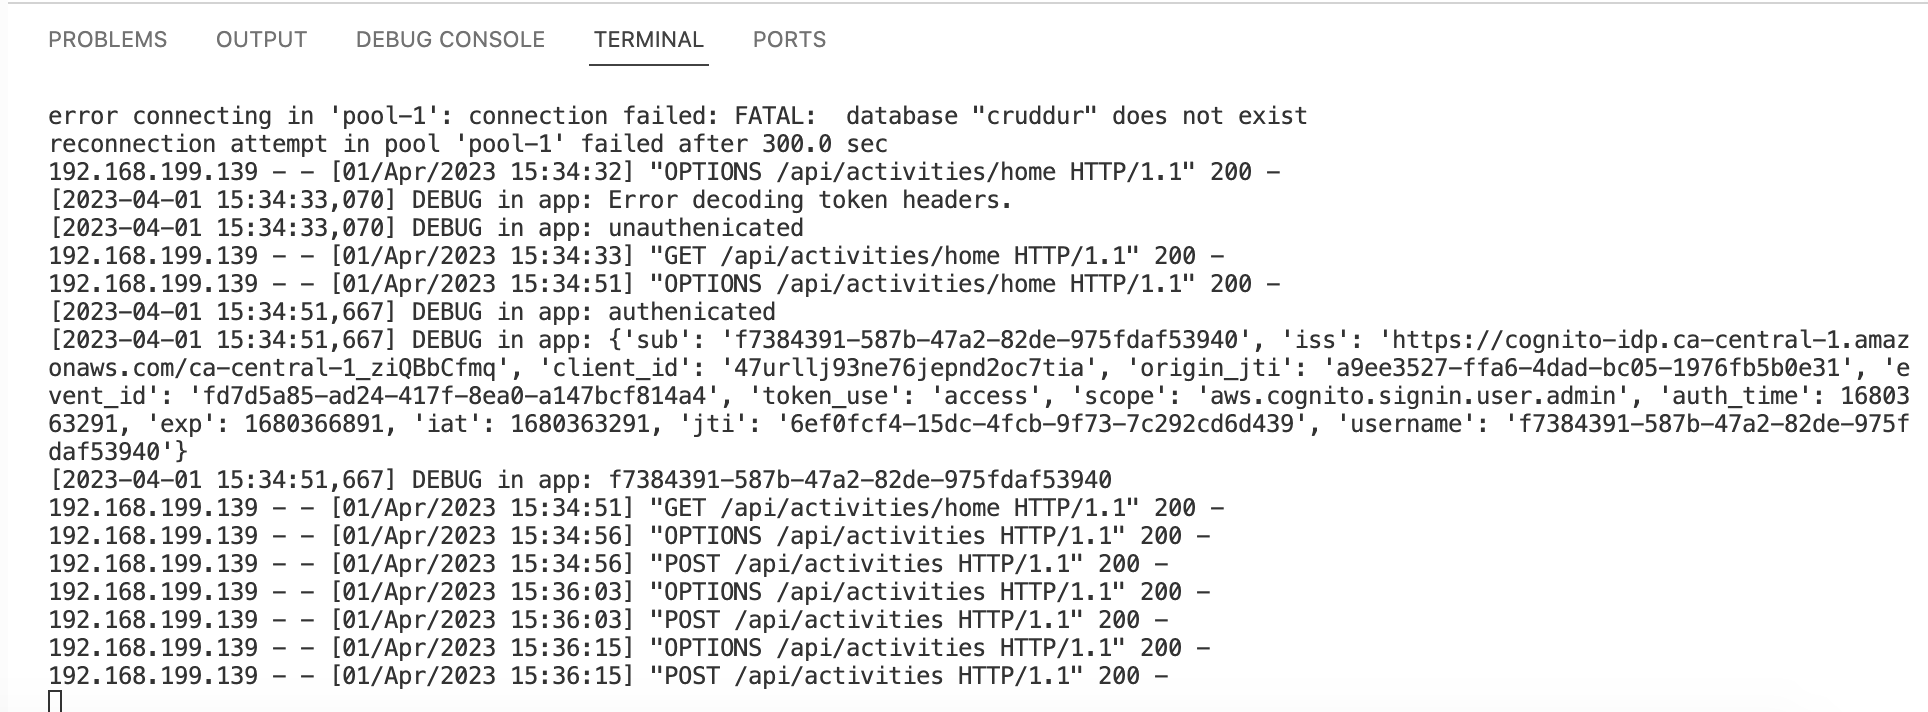 PROBLEMS OUTPUT DEBUG CONSOLE TERMINAL PORTS
error connecting in 'pool-1': connection failed: FATAL:  database "cruddur" does not exist
reconnection attempt in pool 'pool-1' failed after 300.0 sec
192.168.199.139 - - [01/Apr/2023 15:34:32] "OPTIONS /api/activities/home HTTP/1.1" 200 -
[2023-04-01 15:34:33,070] DEBUG in app: Error decoding token headers.
[2023-04-01 15:34:33,070] DEBUG in app: unauthenicated
192.168.199.139 - - [01/Apr/2023 15:34:33] "GET /api/activities/home HTTP/1.1" 200 -
192.168.199.139 - - [01/Apr/2023 15:34:51] "OPTIONS /api/activities/home HTTP/1.1" 200 -
[2023-04-01 15:34:51,667] DEBUG in app: authenicated
[2023-04-01 15:34:51,667] DEBUG in app: {'sub': 'f7384391-587b-47a2-82de-975fdaf53940', 'iss': 'https://cognito-idp.ca-central-1.amaz
onaws.com/ca-central-1_ziQBbCfmq', 'client_id': '47urllj93ne76jepnd2oc7tia', 'origin_jti': 'a9ee3527-ffa6-4dad-bc05-1976fb5b0e31', 'e
vent_id': 'fd7d5a85-ad24-417f-8ea0-a147bcf814a4', 'token_use': 'access', 'scope': 'aws.cognito.signin.user.admin', 'auth_time': 16803
63291, 'exp': 1680366891, 'iat': 1680363291, 'jti': '6ef0fcf4-15dc-4fcb-9f73-7c292cd6d439', 'username': 'f7384391-587b-47a2-82de-975f
daf53940'}
[2023-04-01 15:34:51,667] DEBUG in app: f7384391-587b-47a2-82de-975fdaf53940
192.168.199.139 - - [01/Apr/2023 15:34:51] "GET /api/activities/home HTTP/1.1" 200 -
192.168.199.139 - - [01/Apr/2023 15:34:56] "OPTIONS /api/activities HTTP/1.1" 200 -
192.168.199.139 - - [01/Apr/2023 15:34:56] "POST /api/activities HTTP/1.1" 200 -
192.168.199.139 - - [01/Apr/2023 15:36:03] "OPTIONS /api/activities HTTP/1.1" 200 -
192.168.199.139 - - [01/Apr/2023 15:36:03] "POST /api/activities HTTP/1.1" 200 -
192.168.199.139 - - [01/Apr/2023 15:36:15] "OPTIONS /api/activities HTTP/1.1" 200 -
192.168.199.139 - - [01/Apr/2023 15:36:15] "POST /api/activities HTTP/1.1" 200 -